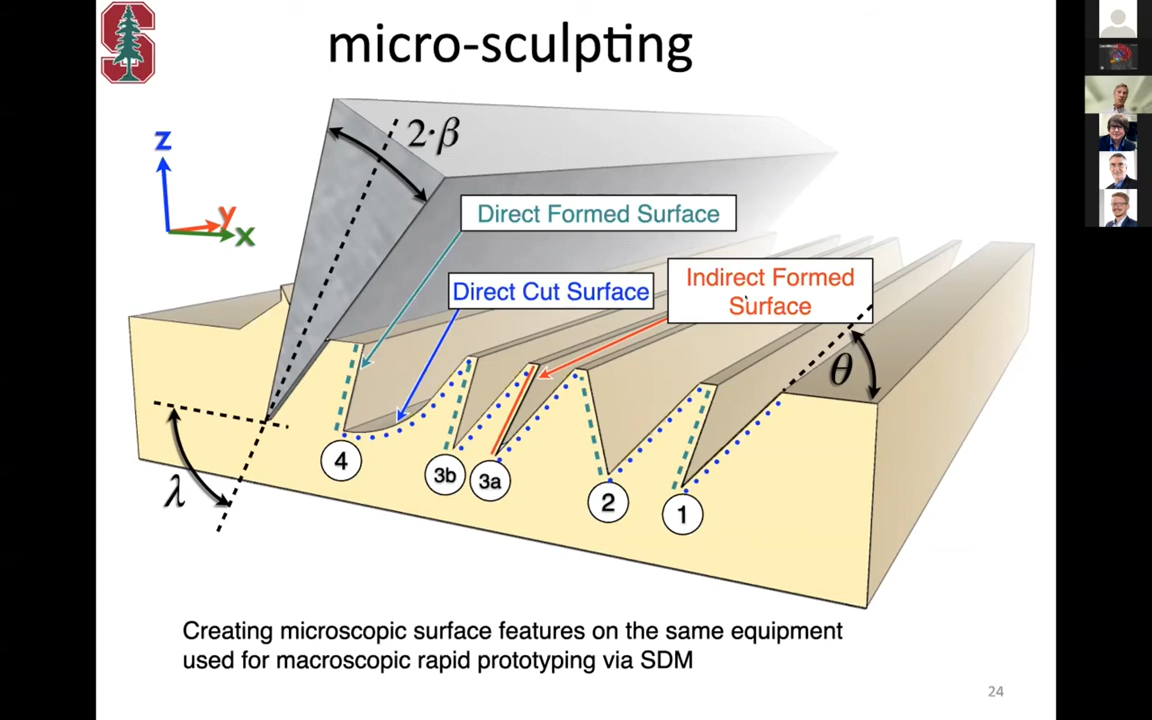 S
micro-sculpting
2·β
z
y
x
Direct Formed Surface
Direct Cut Surface
Indirect Formed
Surface
θ
λ
4
3b
3a
2
1
Creating microscopic surface features on the same equipment
used for macroscopic rapid prototyping via SDM
24